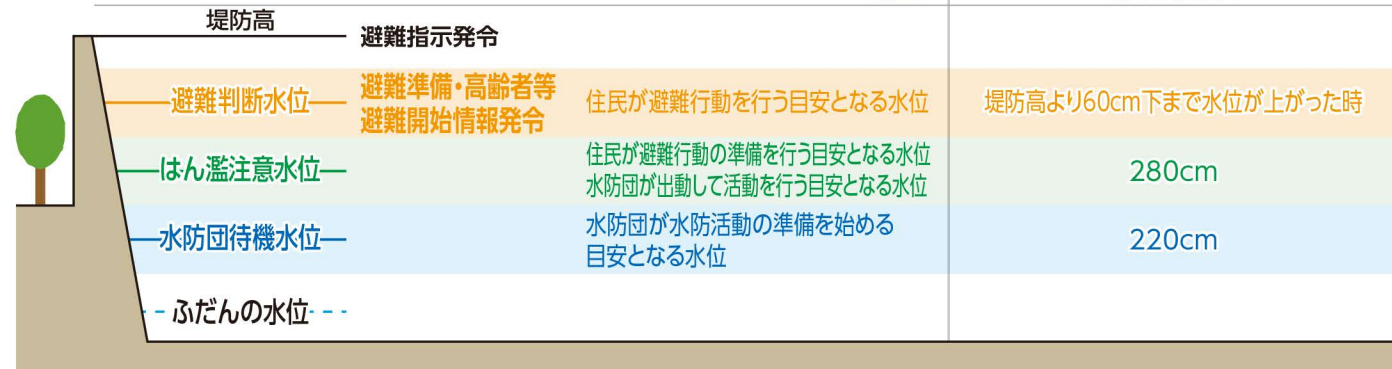 堤防高
避難指示発令
避難判断水位
避難準備・高齢者等
避難開始情報発令
住民が避難行動を行う目安となる水位
堤防高より60cm下まで水位が上がった時
はん濫注意水位
住民が避難行動の準備を行う目安となる水位
水防団が出動して活動を行う目安となる水位
280cm
水防団待機水位
水防団が水防活動の準備を始める
目安となる水位
220cm
ふだんの水位